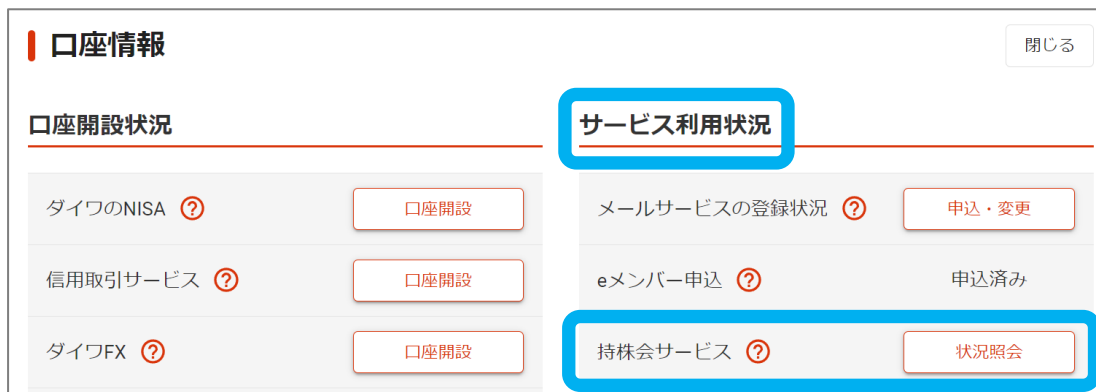 口座情報
閉じる
口座開設状況
ダイワのNISA ?
口座開設
信用取引サービス ?
口座開設
ダイワFX ?
口座開設
サービス利用状況
メールサービスの登録状況 ?
申込・変更
eメンバー申込 ?
申込済み
持株会サービス ?
状況照会